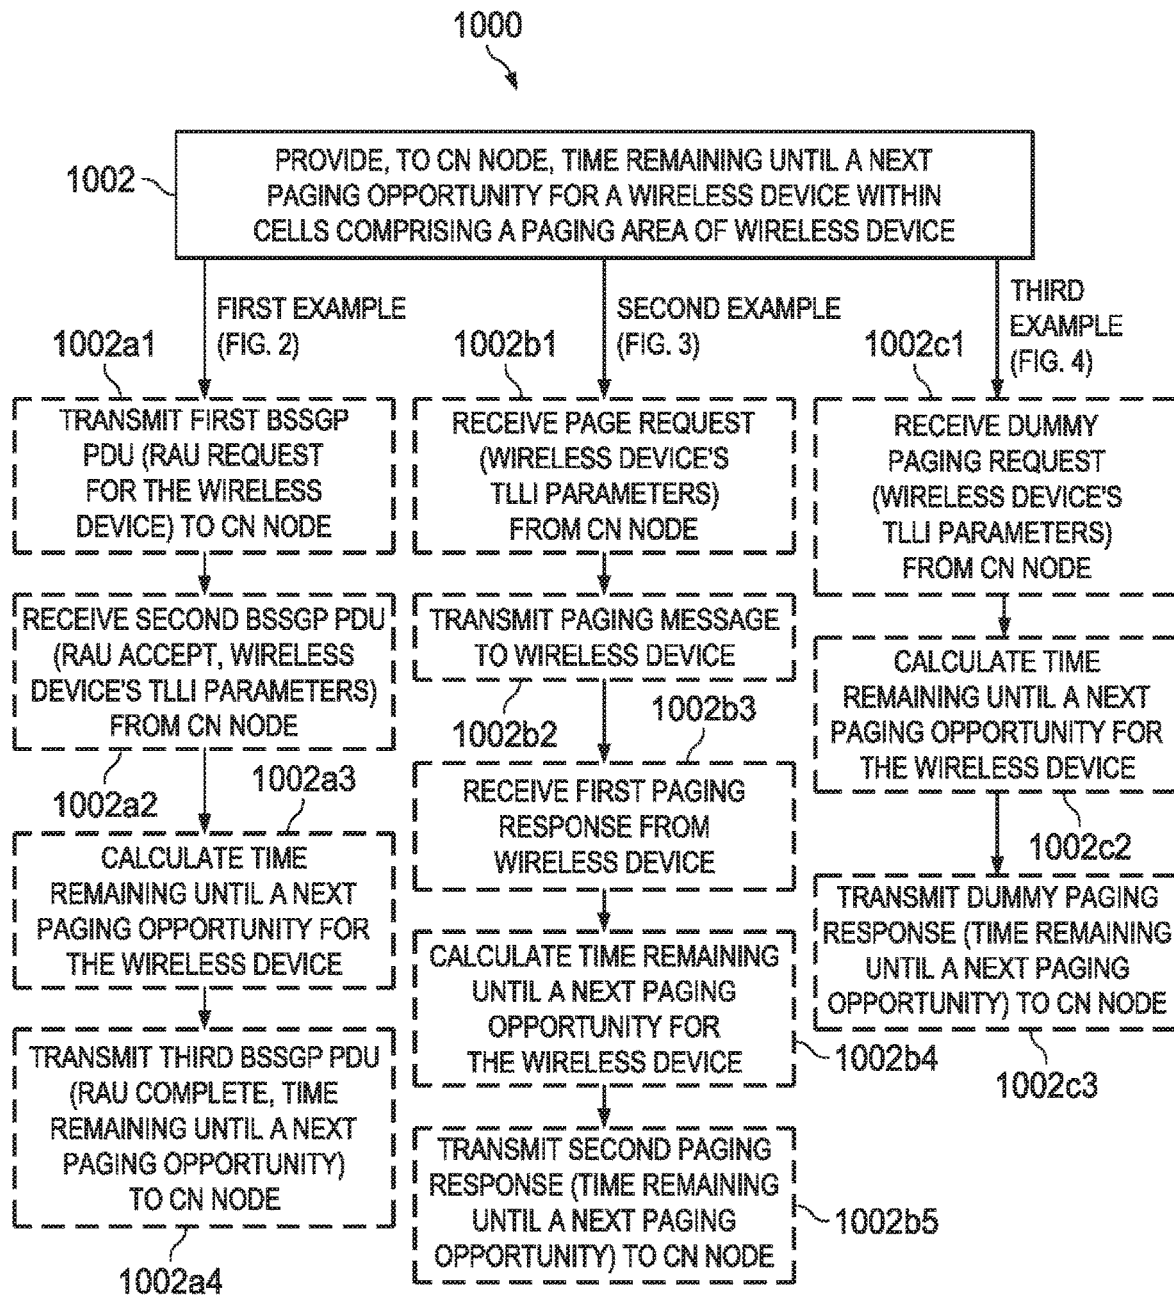 1000
1002
PROVIDE, TO CN NODE, TIME REMAINING UNTIL A NEXT
PAGING OPPORTUNITY FOR A WIRELESS DEVICE WITHIN
CELLS COMPRISING A PAGING AREA OF WIRELESS DEVICE
FIRST EXAMPLE
(FIG. 2)
1002a1
TRANSMIT FIRST BSSGP
PDU (RAU REQUEST
FOR THE WIRELESS
DEVICE) TO CN NODE
RECEIVE SECOND BSSGP PDU
(RAU ACCEPT, WIRELESS
DEVICE'S TLLI PARAMETERS)
FROM CN NODE
1002a2
1002a3
CALCULATE TIME
REMAINING UNTIL A NEXT
PAGING OPPORTUNITY FOR
THE WIRELESS DEVICE
TRANSMIT THIRD BSSGP PDU
(RAU COMPLETE, TIME
REMAINING UNTIL A NEXT
PAGING OPPORTUNITY)
TO CN NODE
1002a4
SECOND EXAMPLE
(FIG. 3)
1002b1
RECEIVE PAGE REQUEST
(WIRELESS DEVICE'S
TLLI PARAMETERS)
FROM CN NODE
TRANSMIT PAGING MESSAGE
TO WIRELESS DEVICE
1002b2
1002b3
RECEIVE FIRST PAGING
RESPONSE FROM
WIRELESS DEVICE
CALCULATE TIME REMAINING
UNTIL A NEXT PAGING
OPPORTUNITY FOR
THE WIRELESS DEVICE
1002b4
TRANSMIT SECOND PAGING
RESPONSE (TIME REMAINING
UNTIL A NEXT PAGING
OPPORTUNITY) TO CN NODE
1002b5
THIRD
EXAMPLE
(FIG. 4)
1002c1
RECEIVE DUMMY
PAGING REQUEST
(WIRELESS DEVICE'S
TLLI PARAMETERS)
FROM CN NODE
CALCULATE TIME
REMAINING UNTIL A NEXT
PAGING OPPORTUNITY FOR
THE WIRELESS DEVICE
1002c2
TRANSMIT DUMMY PAGING
RESPONSE (TIME REMAINING
UNTIL A NEXT PAGING
OPPORTUNITY) TO CN NODE
1002c3